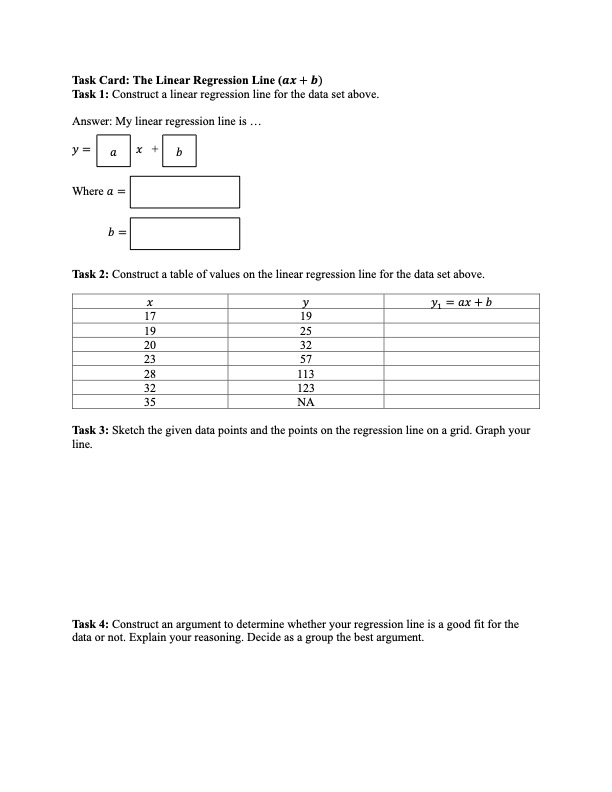 Task Card: The Linear Regression Line (ax + b)
Task 1: Construct a linear regression line for the data set above.
Answer: My linear regression line is …
y = a x + b
Where a =
b =
Task 2: Construct a table of values on the linear regression line for the data set above.
x y y₁ = ax + b
17 19
19 25
20 32
23 57
28 113
32 123
35 NA
Task 3: Sketch the given data points and the points on the regression line on a grid. Graph your
line.
Task 4: Construct an argument to determine whether your regression line is a good fit for the
data or not. Explain your reasoning. Decide as a group the best argument.